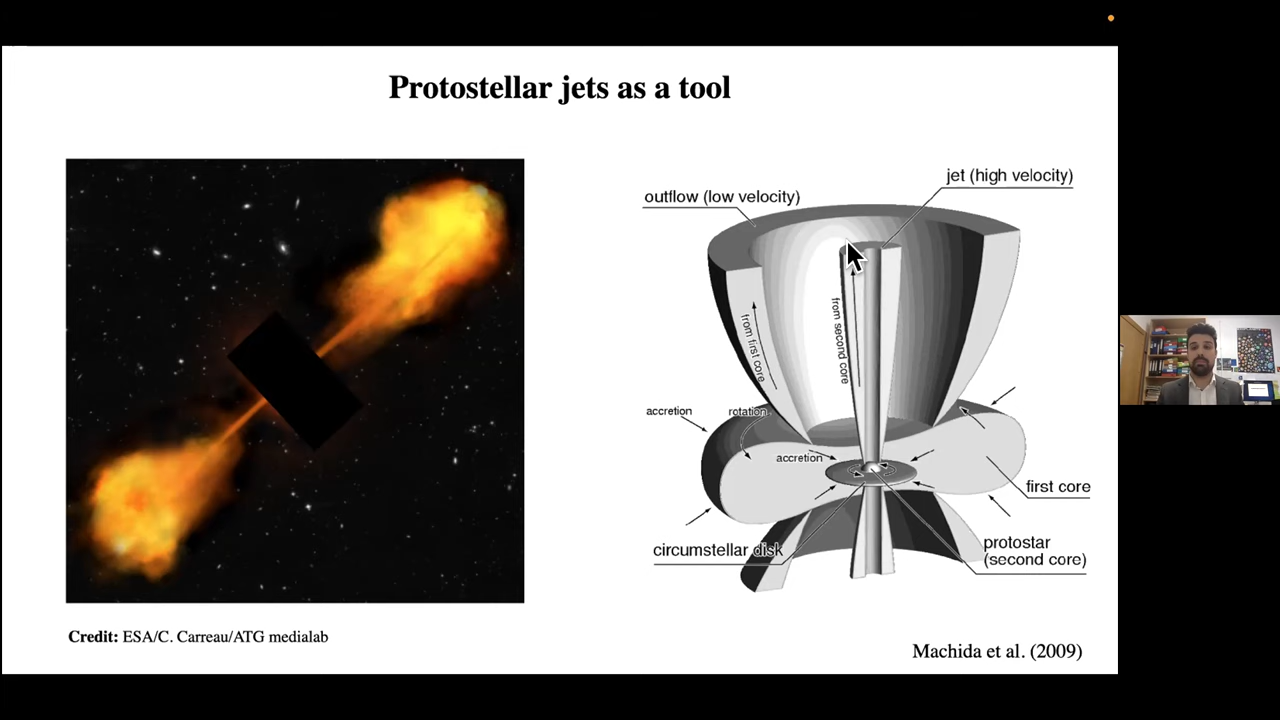 Protostellar jets as a tool
jet (high velocity)
outflow (low velocity)
from first core
from second core
accretion
rotation
accretion
first core
circumstellar disk
protostar
(second core)
Credit: ESA/C. Carreau/ATG medialab
Machida et al. (2009)